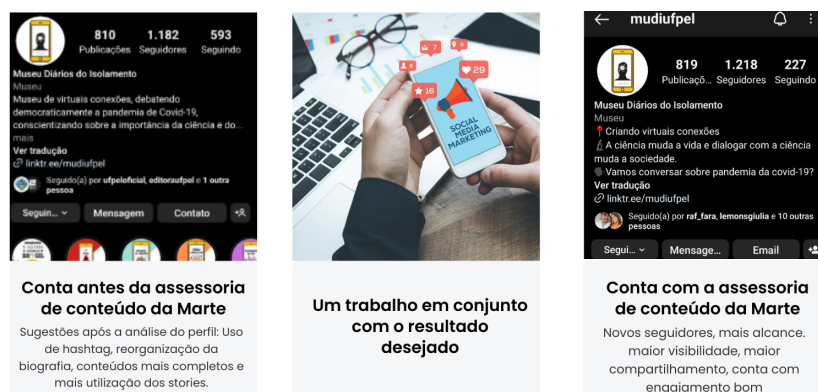 810 1.182 593
Publicações Seguidores Seguindo
Museu Diários do Isolamento
Museu
Museu de virtuais conexões, debatendo
democraticamente a pandemia de Covid-19,
conscientizando sobre a importância da ciência e do...
mais
Ver tradução
linktr.ee/mudiufpel
Seguido(a) por ufpeloficial, editoraufpel e 1 outra
pessoa
Seguin... Mensagem Contato
Conta antes da assessoria
de conteúdo da Marte
Sugestões após a análise do perfil: Uso
de hashtag, reorganização da
biografia, conteúdos mais completos e
mais utilização dos stories.
7
9
8
29
16
SOCIAL
MEDIA
MARKETING
Um trabalho em conjunto
com o resultado
desejado
mudiufpel
819 1.218 227
Publicaçõ... Seguidores Seguindo
Museu Diários do Isolamento
Museu
Criando virtuais conexões
A ciência muda a vida e dialogar com a ciência
muda a sociedade.
Vamos conversar sobre pandemia da covid-19?
Ver tradução
linktr.ee/mudiufpel
Seguido(a) por raf_fara, lemonsgiulia e 10 outras
pessoas
Segui... Mensage... Email
Conta com a assessoria
de conteúdo da Marte
Novos seguidores, mais alcance.
maior visibilidade, maior
compartilhamento, conta com
engajamento bom